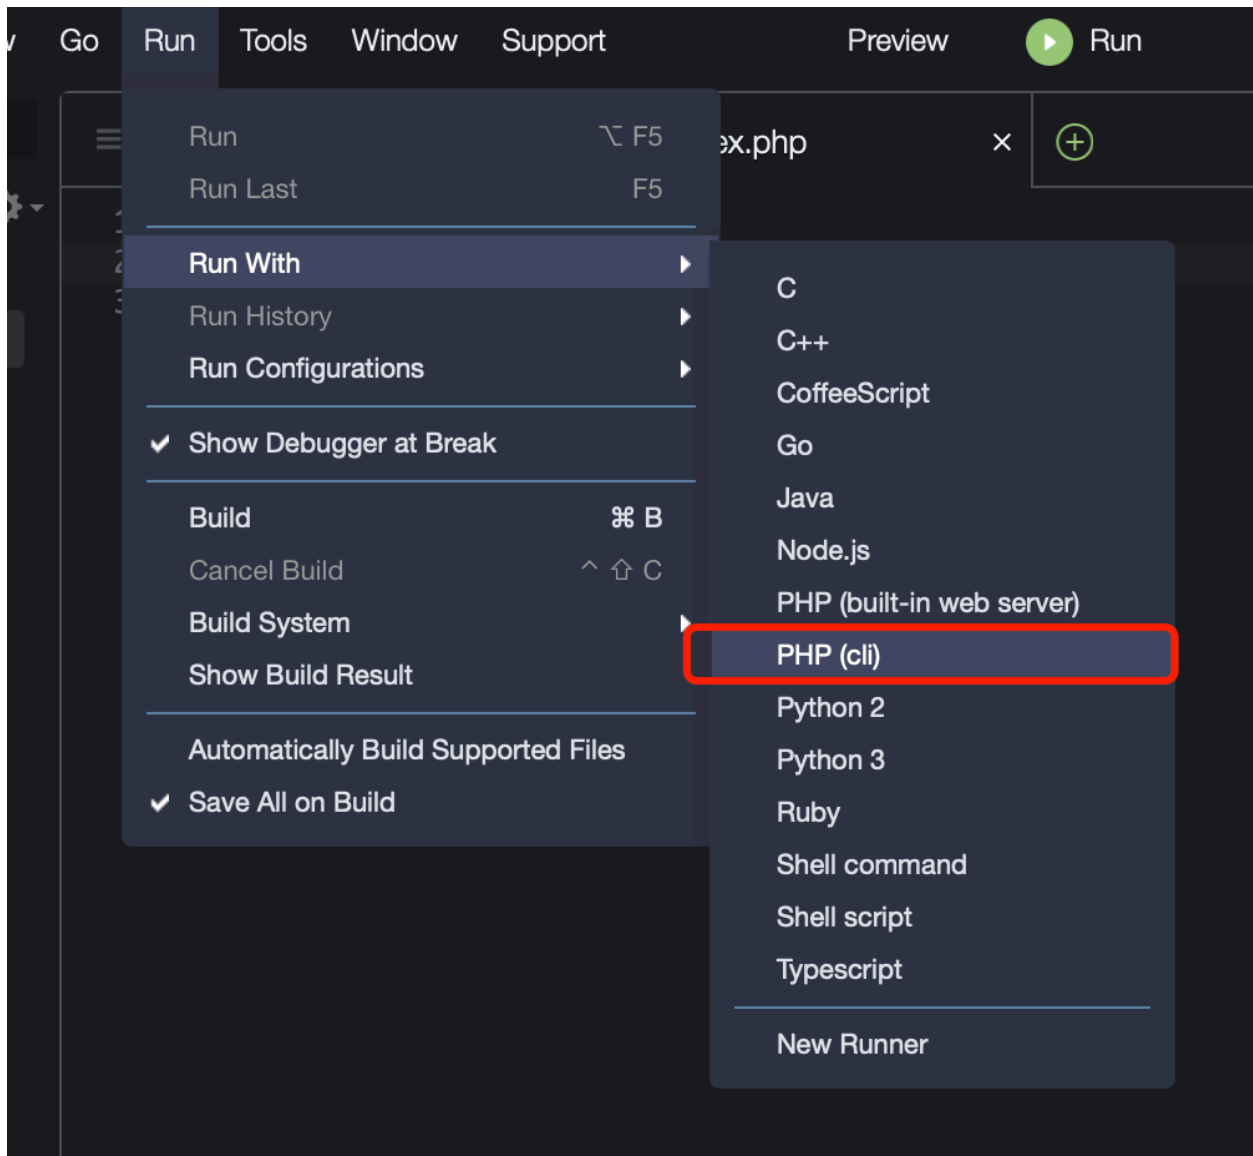 Go Run Tools Window Support Preview Run
Run ⌥ F5
ex.php ×
Run Last F5
Run With
Run History
Run Configurations
Show Debugger at Break
Build ⌘ B
Cancel Build ^ ⇧ C
Build System
Show Build Result
Automatically Build Supported Files
Save All on Build
C
C++
CoffeeScript
Go
Java
Node.js
PHP (built-in web server)
PHP (cli)
Python 2
Python 3
Ruby
Shell command
Shell script
Typescript
New Runner